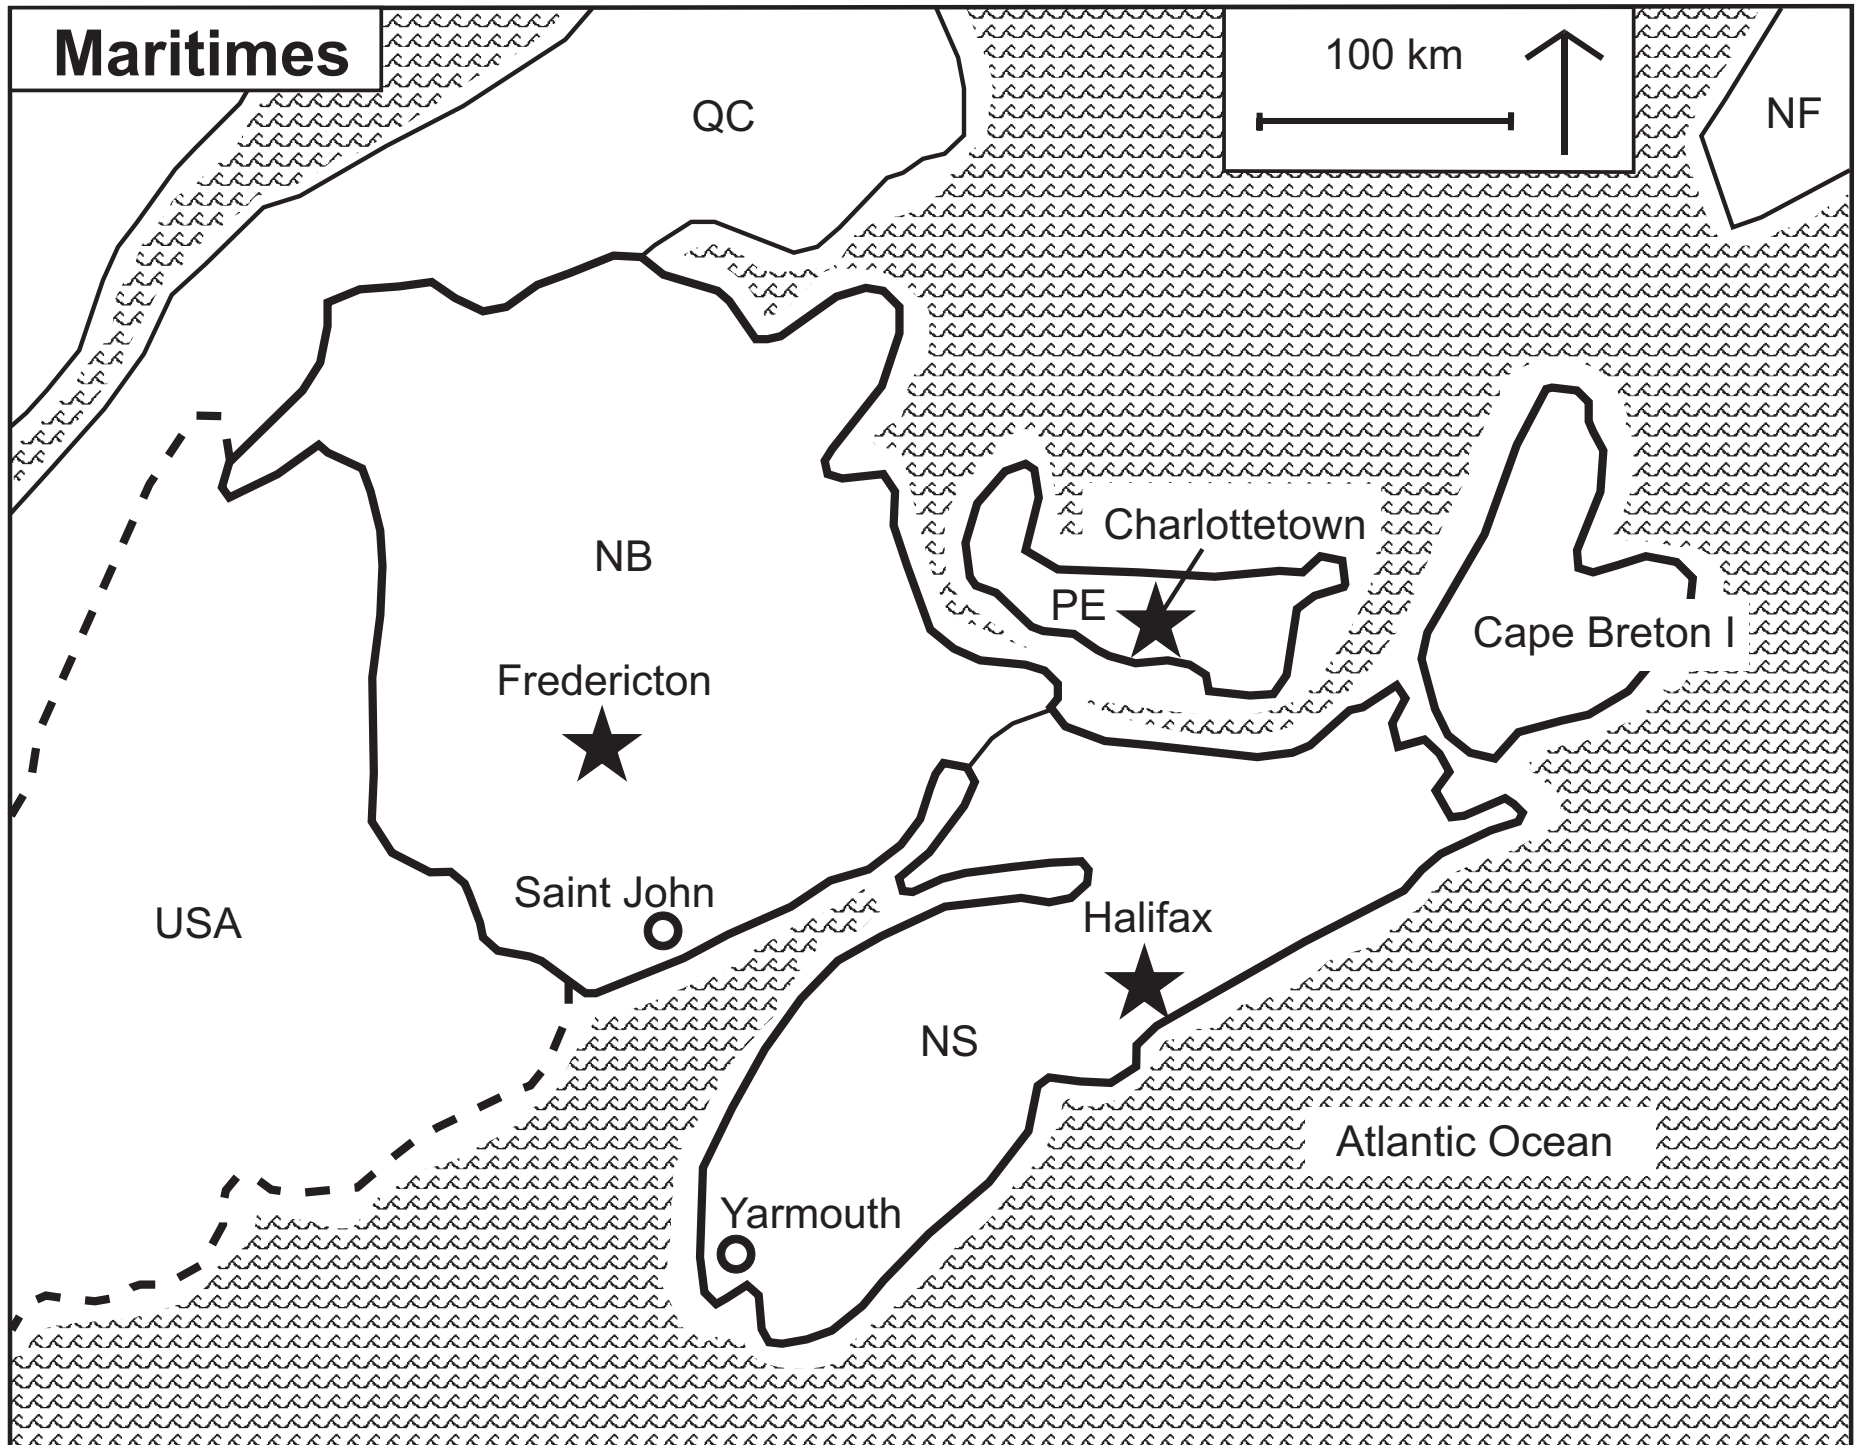 Maritimes
100 km
QC
NF
NB
Charlottetown
PE
Cape Breton I
Fredericton
Saint John
USA
Halifax
NS
Atlantic Ocean
Yarmouth